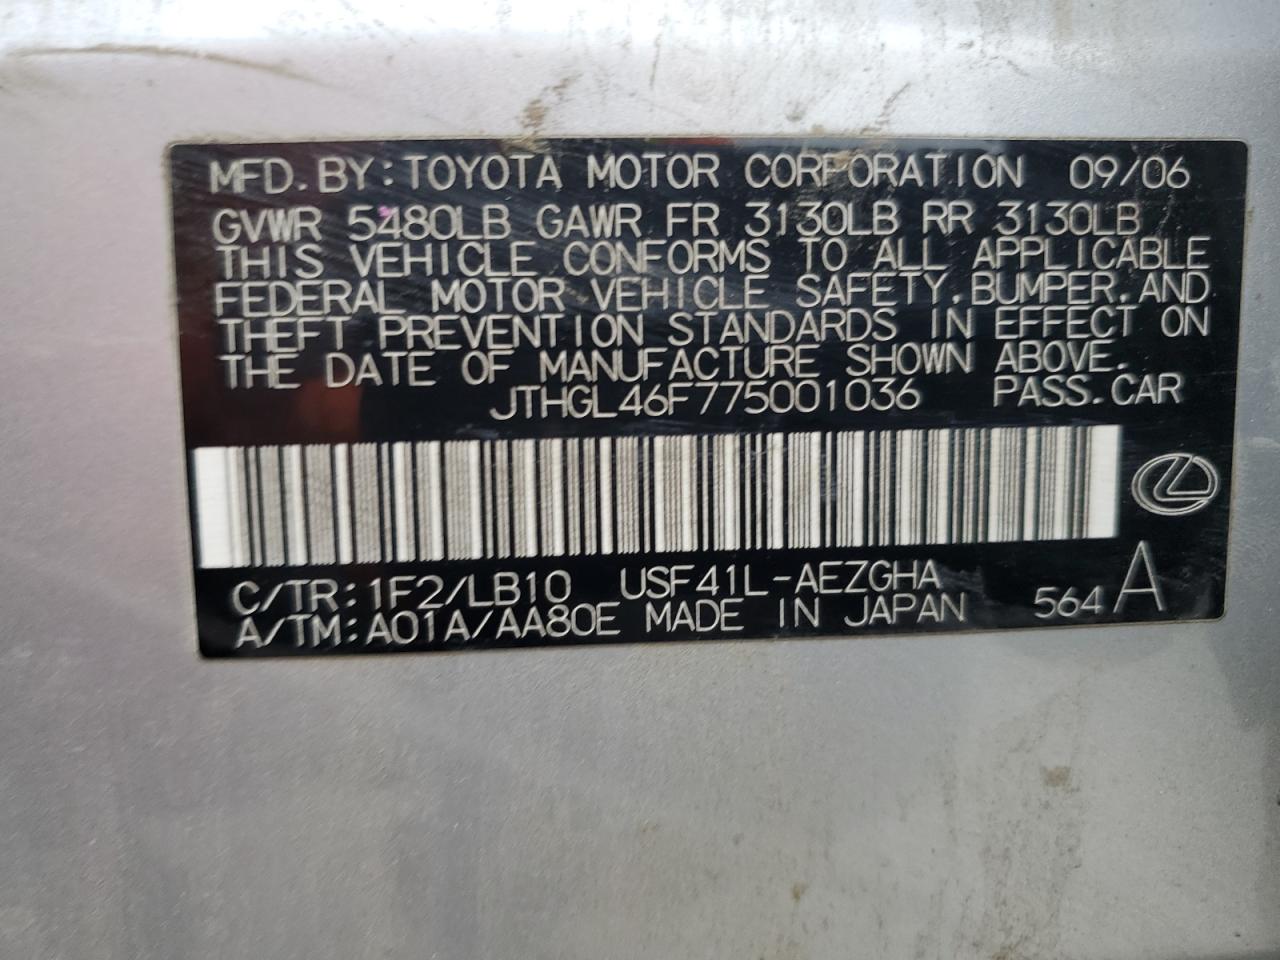 MFD. BY: TOYOTA MOTOR CORPORATION 09/06
GVWR 5480LB GAWR FR 3130LB RR 3130LB
THIS VEHICLE CONFORMS TO ALL APPLICABLE
FEDERAL MOTOR VEHICLE SAFETY, BUMPER, AND
THEFT PREVENTION STANDARDS IN EFFECT ON
THE DATE OF MANUFACTURE SHOWN ABOVE.
JTHGL46F775001036 PASS. CAR
C/TR: 1F2/LB10 USF41L-AEZGHA
A/TM: A01A/AA80E MADE IN JAPAN 564 A